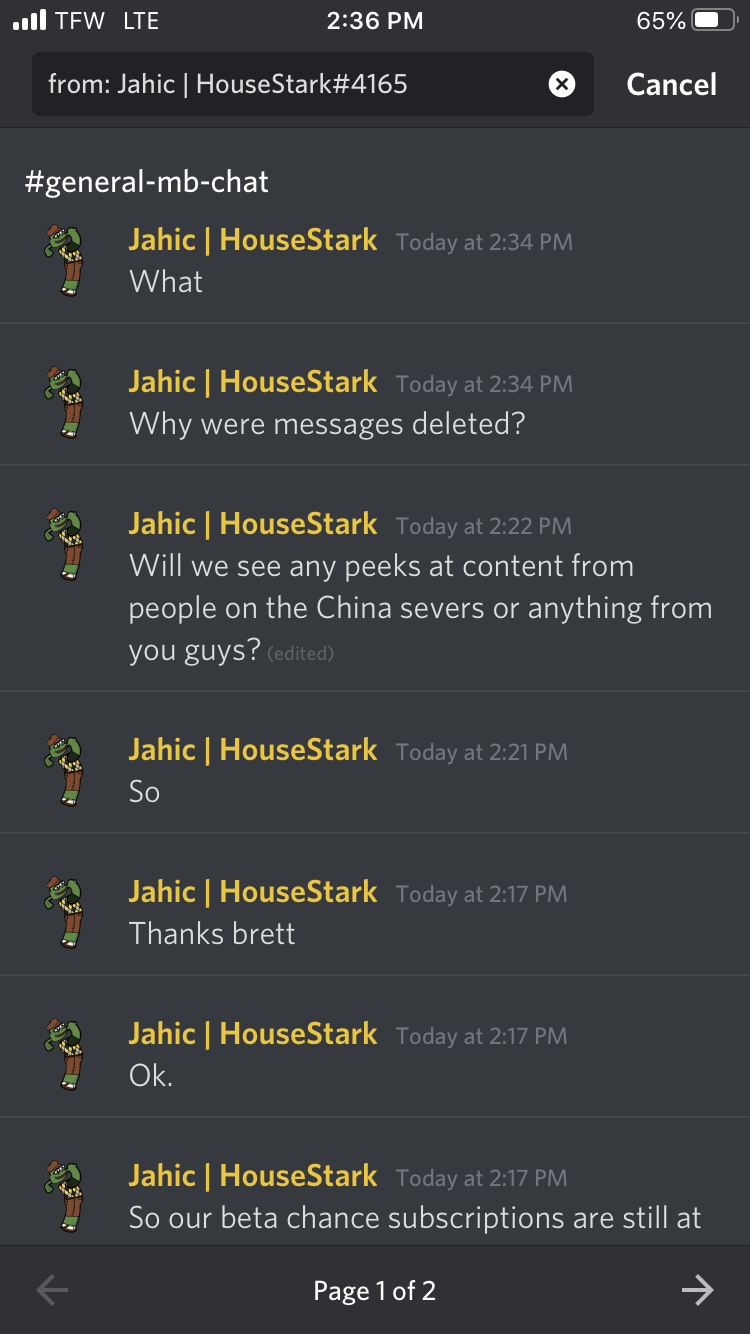 TFW LTE 2:36 PM 65%
from: Jahic | HouseStark#4165 Cancel
#general-mb-chat
Jahic | HouseStark Today at 2:34 PM
What
Jahic | HouseStark Today at 2:34 PM
Why were messages deleted?
Jahic | HouseStark Today at 2:22 PM
Will we see any peeks at content from
people on the China severs or anything from
you guys? (edited)
Jahic | HouseStark Today at 2:21 PM
So
Jahic | HouseStark Today at 2:17 PM
Thanks brett
Jahic | HouseStark Today at 2:17 PM
Ok.
Jahic | HouseStark Today at 2:17 PM
So our beta chance subscriptions are still at
Page 1 of 2